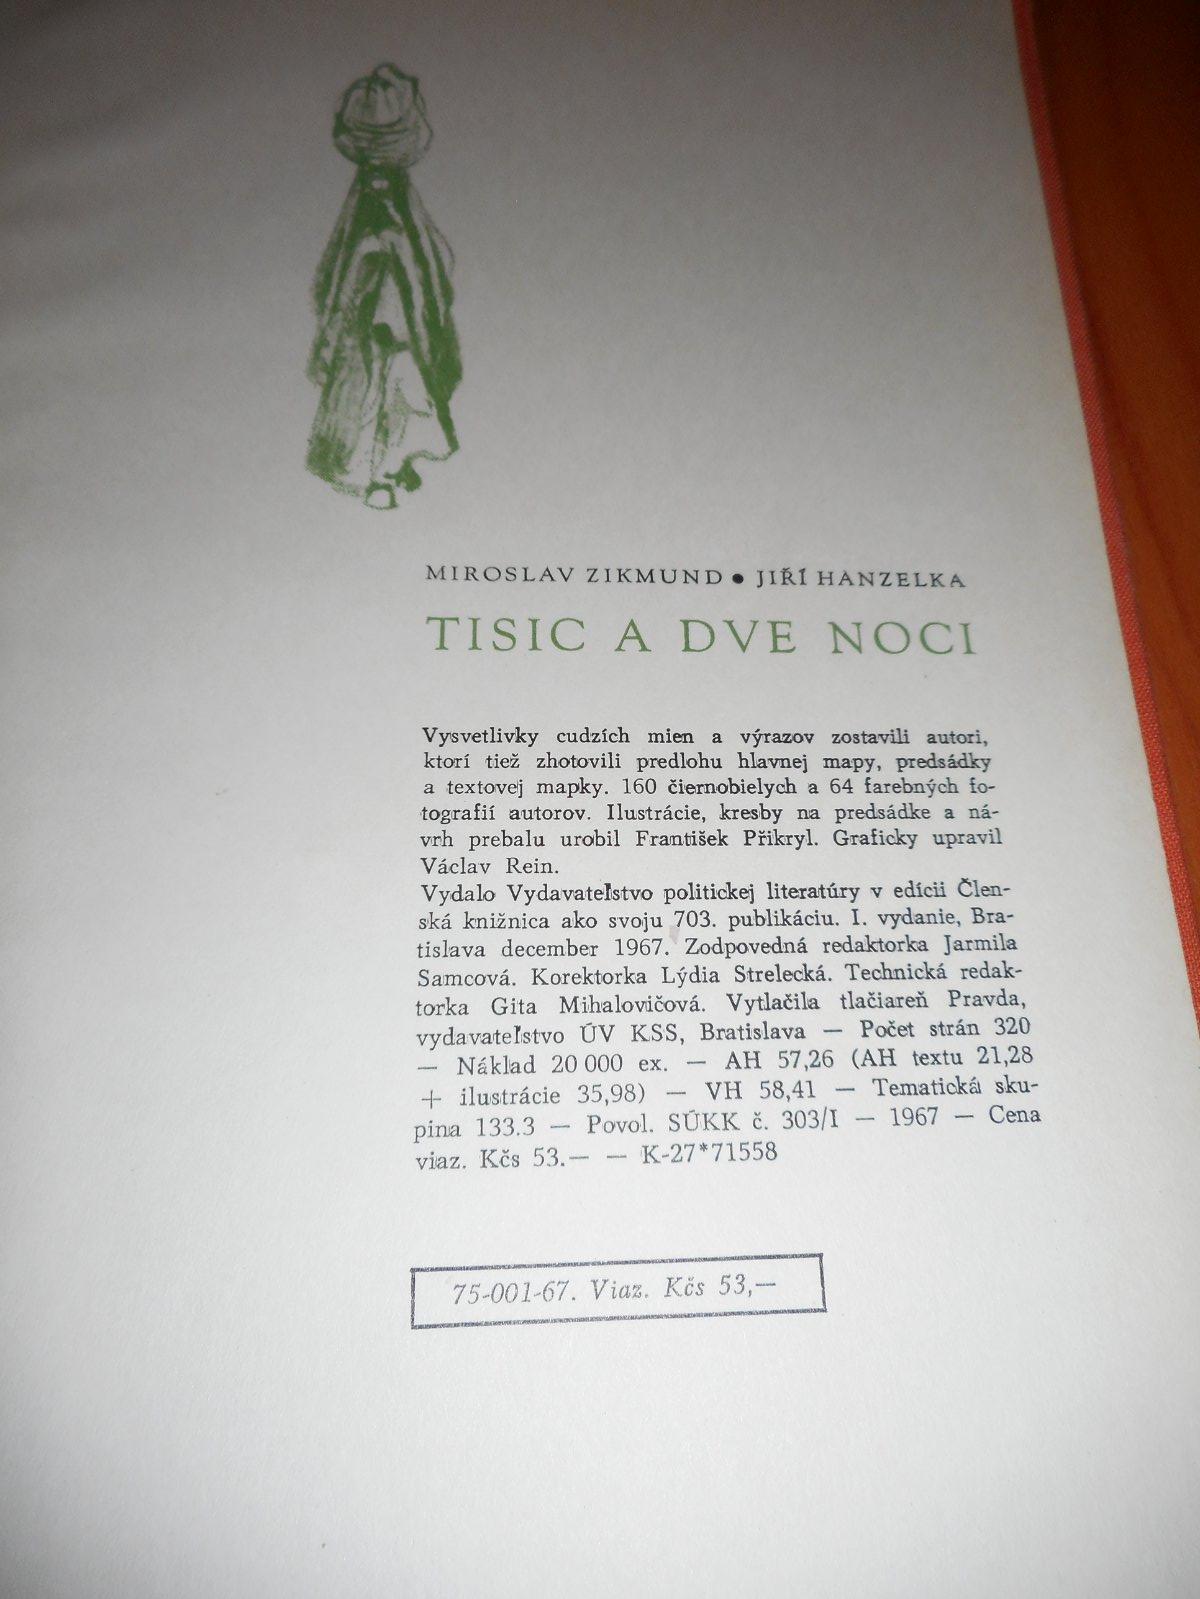 MIROSLAV ZIKMUND ● JIŘÍ HANZELKA
TISIC A DVE NOCI
Vysvetlivky cudzích mien a výrazov zostavili autori,
ktorí tiež zhotovili predlohu hlavnej mapy, predsádky
a textovej mapky. 160 čiernobielych a 64 farebných fo-
tografií autorov. Ilustrácie, kresby na predsádke a ná-
vrh prebalu urobil František Přikryl. Graficky upravil
Václav Rein.
Vydalo Vydavateľstvo politickej literatúry v edícii Člen-
ská knižnica ako svoju 703. publikáciu. I. vydanie, Bra-
tislava december 1967. Zodpovedná redaktorka Jarmila
Samcová. Korektorka Lýdia Strelecká. Technická redak-
torka Gita Mihalovičová. Vytlačila tlačiareň Pravda,
vydavateľstvo ÚV KSS, Bratislava — Počet strán 320
— Náklad 20 000 ex. — AH 57,26 (AH textu 21,28
+ ilustrácie 35,98) — VH 58,41 — Tematická sku-
pina 133.3 — Povol. SÚKK č. 303/I — 1967 — Cena
viaz. Kčs 53.— — K-27*71558
75-001-67. Viaz. Kčs 53,—